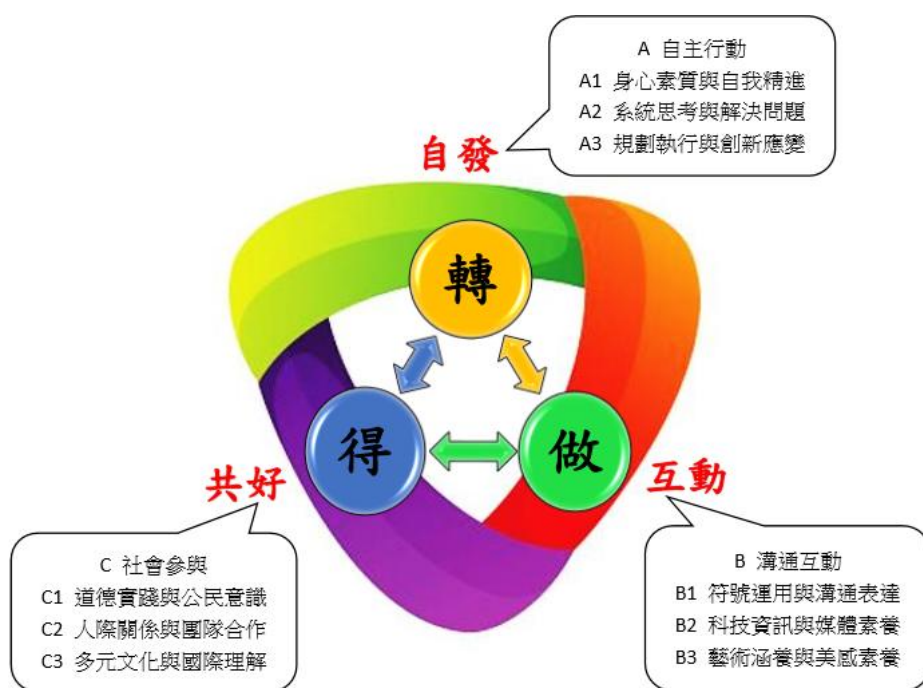 A 自主行動
A1 身心素質與自我精進
A2 系統思考與解決問題
A3 規劃執行與創新應變
自發
轉
得
做
共好
互動
C 社會參與
C1 道德實踐與公民意識
C2 人際關係與團隊合作
C3 多元文化與國際理解
B 溝通互動
B1 符號運用與溝通表達
B2 科技資訊與媒體素養
B3 藝術涵養與美感素養